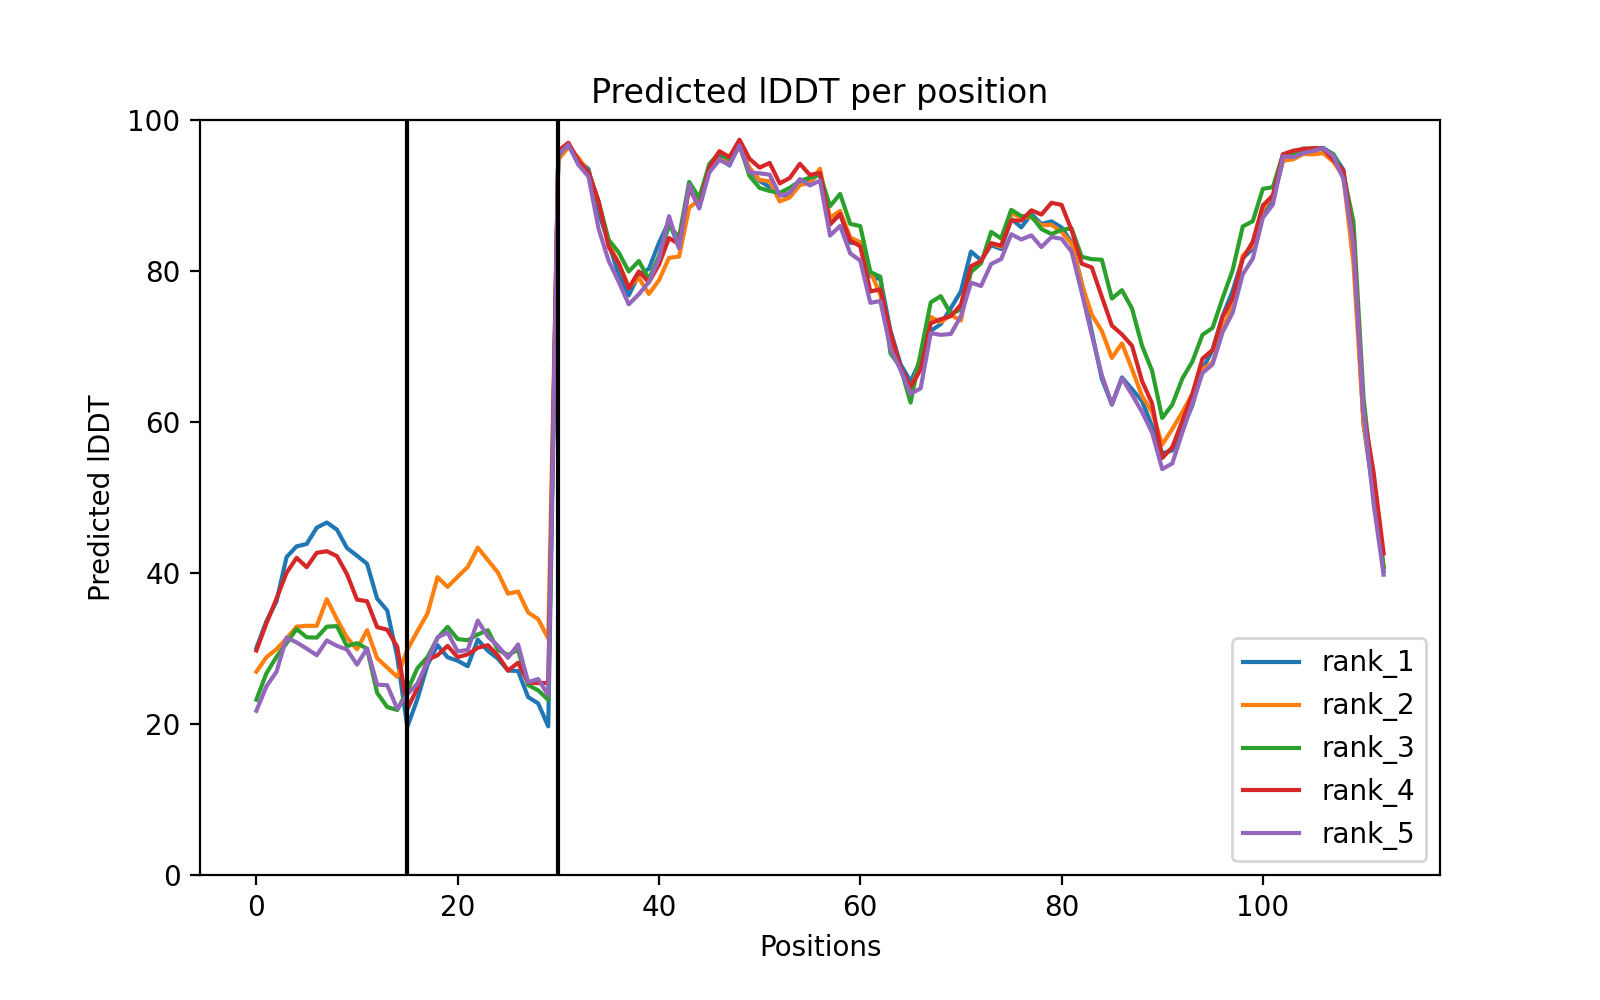 Predicted lDDT per position
100
80
60
40
20
0
Predicted lDDT
0 20 40 60 80 100
Positions
rank_1
rank_2
rank_3
rank_4
rank_5